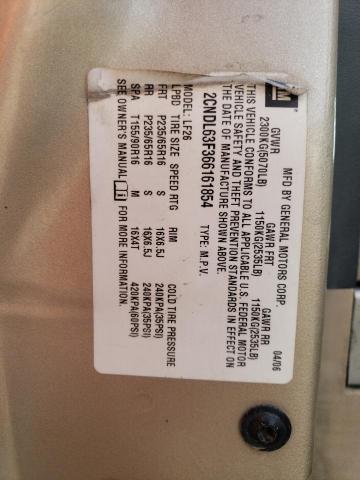 GM
MFD BY GENERAL MOTORS CORP. 04/06
GVWR GAWR FRT GAWR RR
2300KG(5070LB) 1150KG(2535LB) 1150KG(2535LB)
THIS VEHICLE CONFORMS TO ALL APPLICABLE U.S. FEDERAL MOTOR
VEHICLE SAFETY AND THEFT PREVENTION STANDARDS IN EFFECT ON
THE DATE OF MANUFACTURE SHOWN ABOVE.
2CNDL63F366161854 TYPE: M.P.V.
MODEL: LF26
LPBD TIRE SIZE SPEED RTG RIM COLD TIRE PRESSURE
FRT P235/65R16 S 16X6.5J 240KPA(35PSI)
RR P235/65R16 S 16X6.5J 240KPA(35PSI)
SPA T155/90R16 M 16X4T 420KPA(60PSI)
SEE OWNER'S MANUAL FOR MORE INFORMATION.